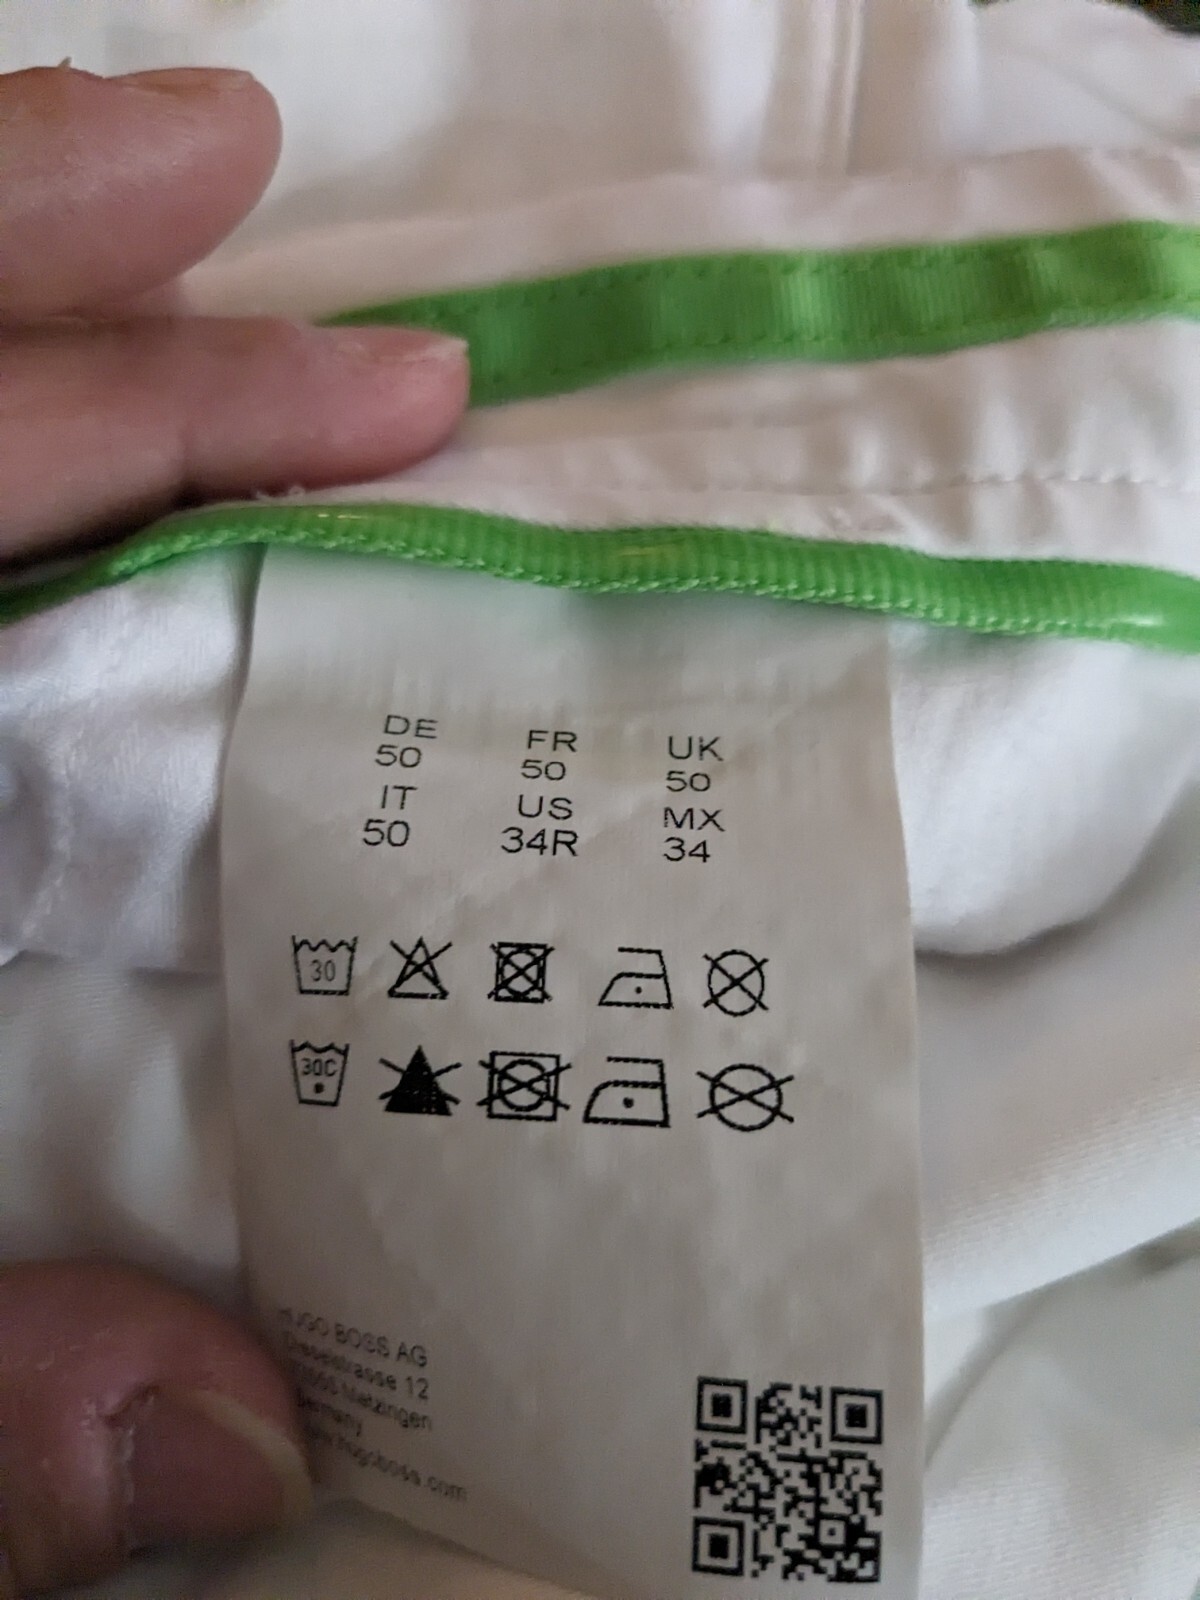 DE FR UK
50 50 50
IT US MX
50 34R 34
30
30C
HUGO BOSS AG
Dieselstrasse 12
Metzingen
Germany
hugoboss.com